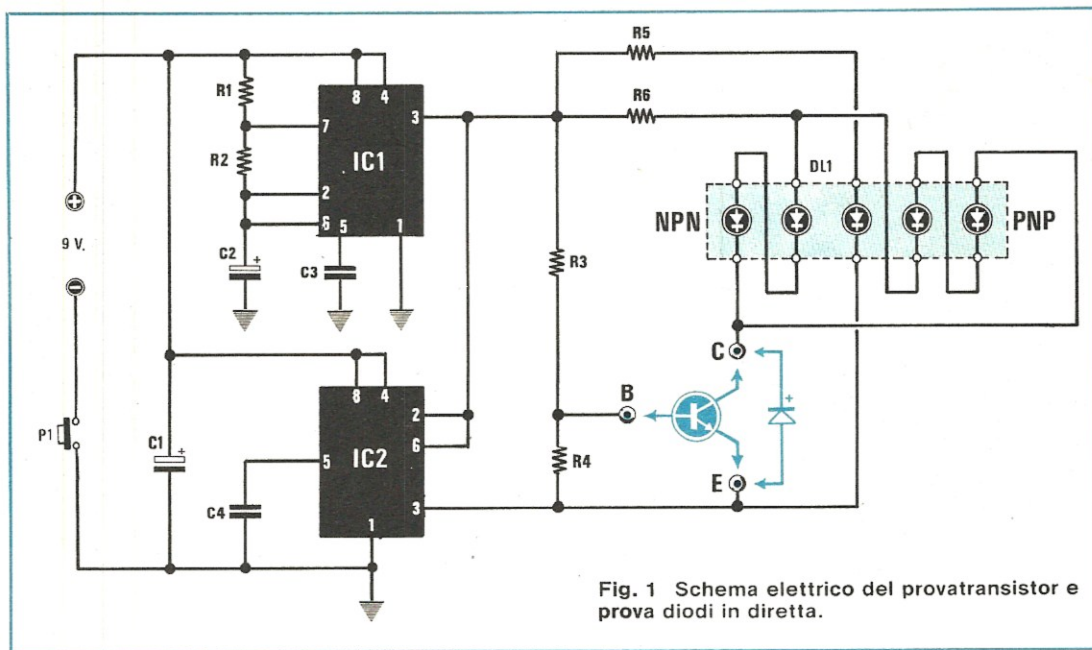 R5
R1
8
4
R6
7
3
DL1
R2
IC1
2
NPN
PNP
6
5
1
9 V.
C2
+
C3
R3
C
+
8
4
B
P1
C1
+
2
6
5
IC2
R4
E
C4
3
1
Fig. 1 Schema elettrico del provatransistor e
prova diodi in diretta.